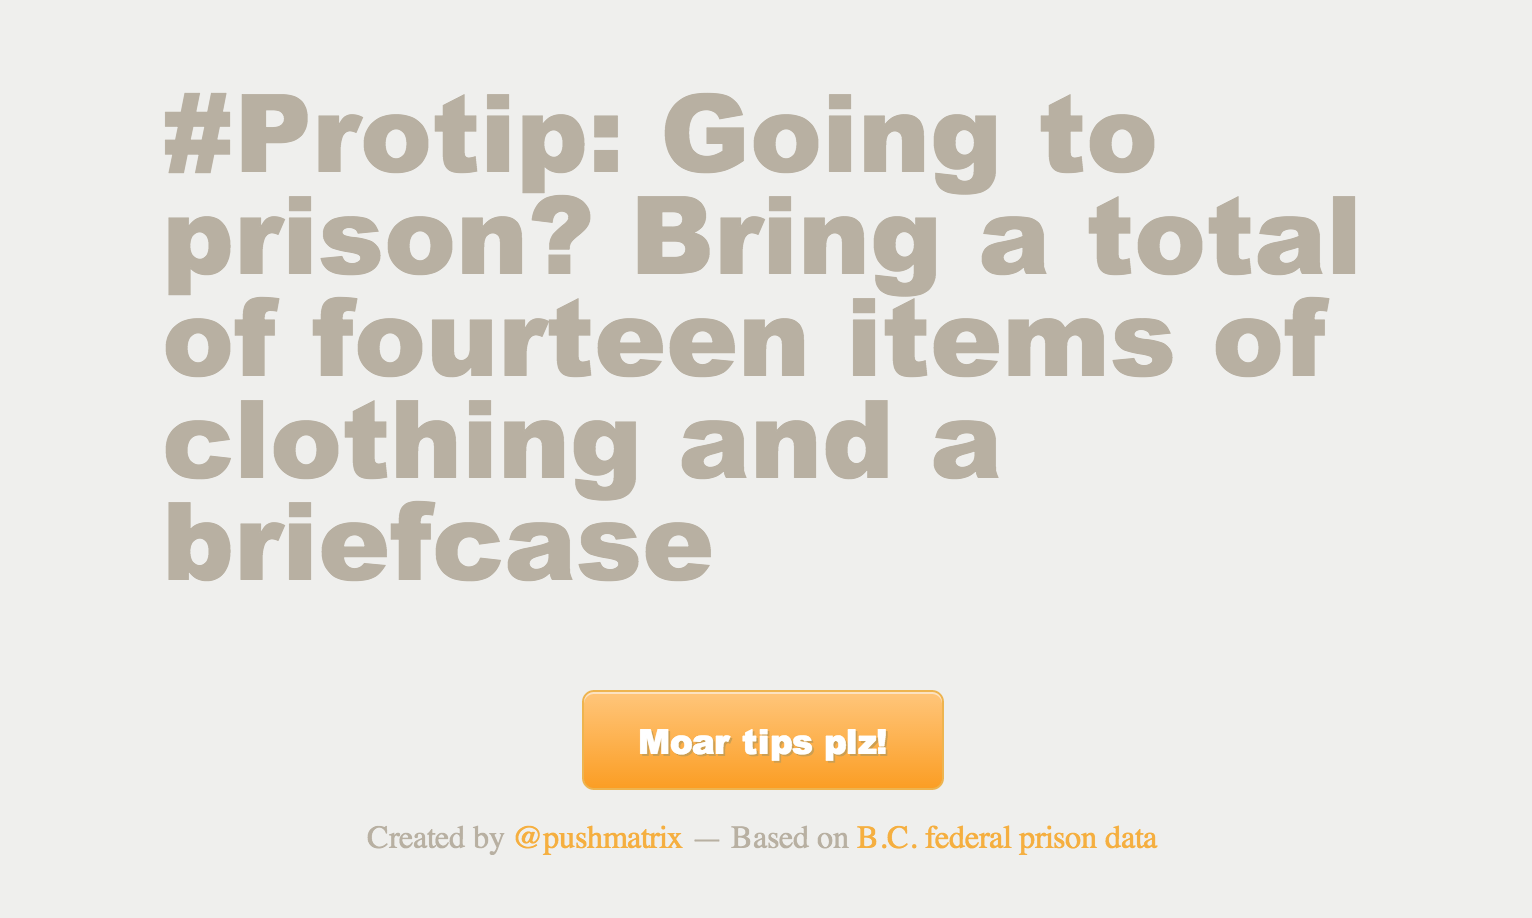 #Protip: Going to
prison? Bring a total
of fourteen items of
clothing and a
briefcase
Moar tips plz!
Created by @pushmatrix — Based on B.C. federal prison data